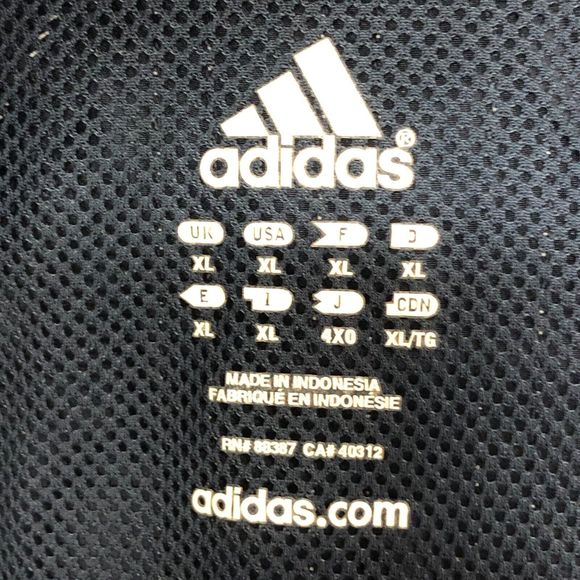 adidas®
UK USA F D
XL XL XL XL
E I J CDN
XL XL 4XO XL/TG
MADE IN INDONESIA
FABRIQUÉ EN INDONÉSIE
RN# 88387 CA# 40312
adidas.com